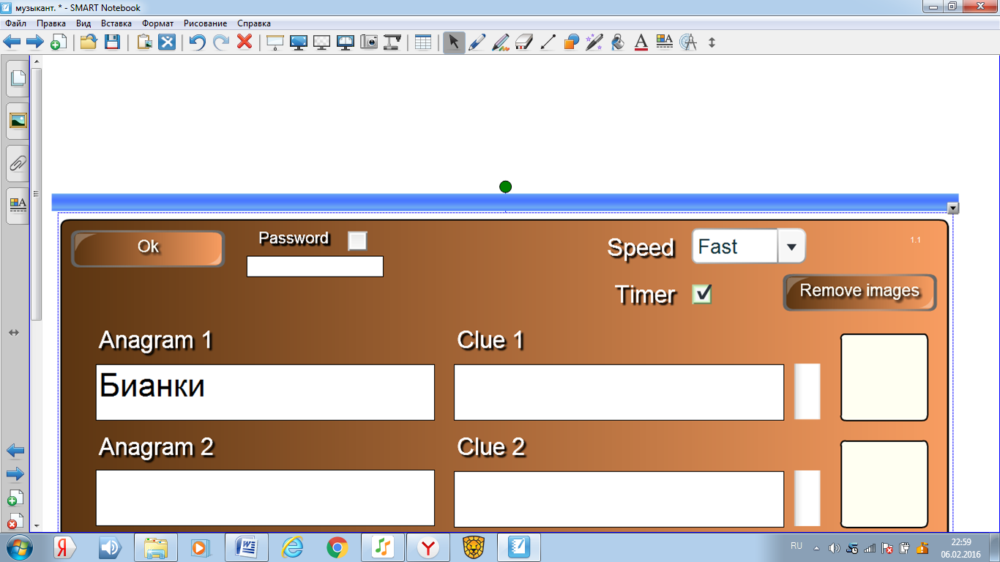 музыкант. * - SMART Notebook
Файл Правка Вид Вставка Формат Рисование Справка
Ok
Password
Speed
Fast
1.1
Timer
Remove images
Anagram 1
Clue 1
Бианки
Anagram 2
Clue 2
RU
22:59
06.02.2016